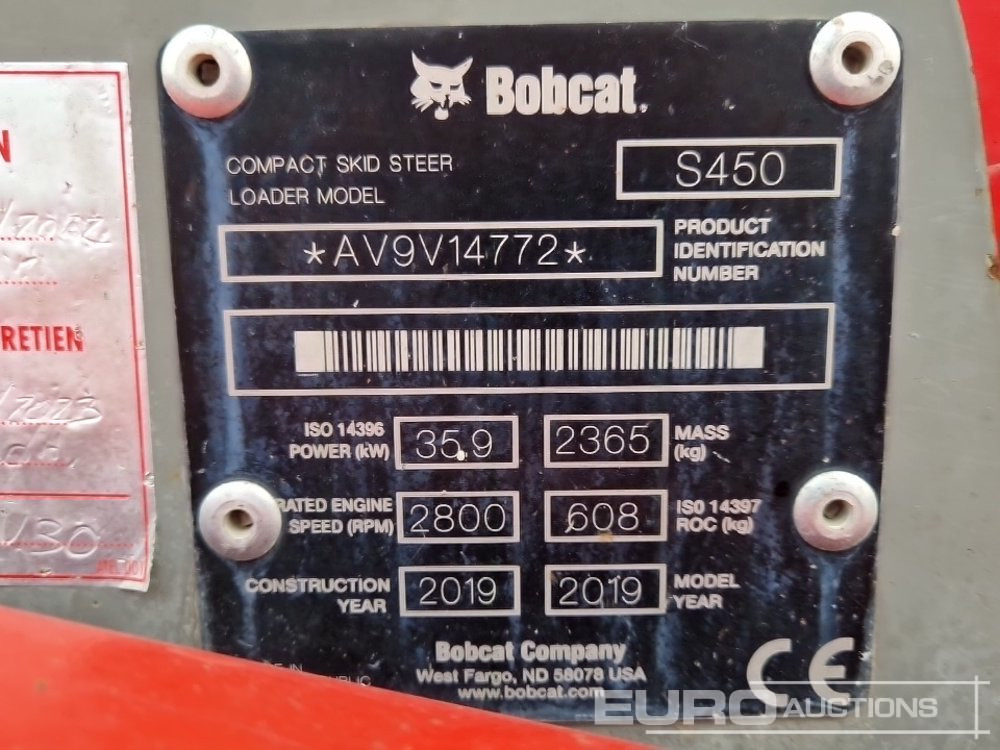 Bobcat.
COMPACT SKID STEER
LOADER MODEL
S450
*AV9V14772*
PRODUCT
IDENTIFICATION
NUMBER
ISO 14396
POWER (kW)
35.9
2365
MASS
(kg)
RATED ENGINE
SPEED (RPM)
2800
608
ISO 14397
ROC (kg)
CONSTRUCTION
YEAR
2019
2019
MODEL
YEAR
Bobcat Company
West Fargo, ND 58078 USA
www.bobcat.com
CE
N
RETIEN
/2023
EURO AUCTIONS